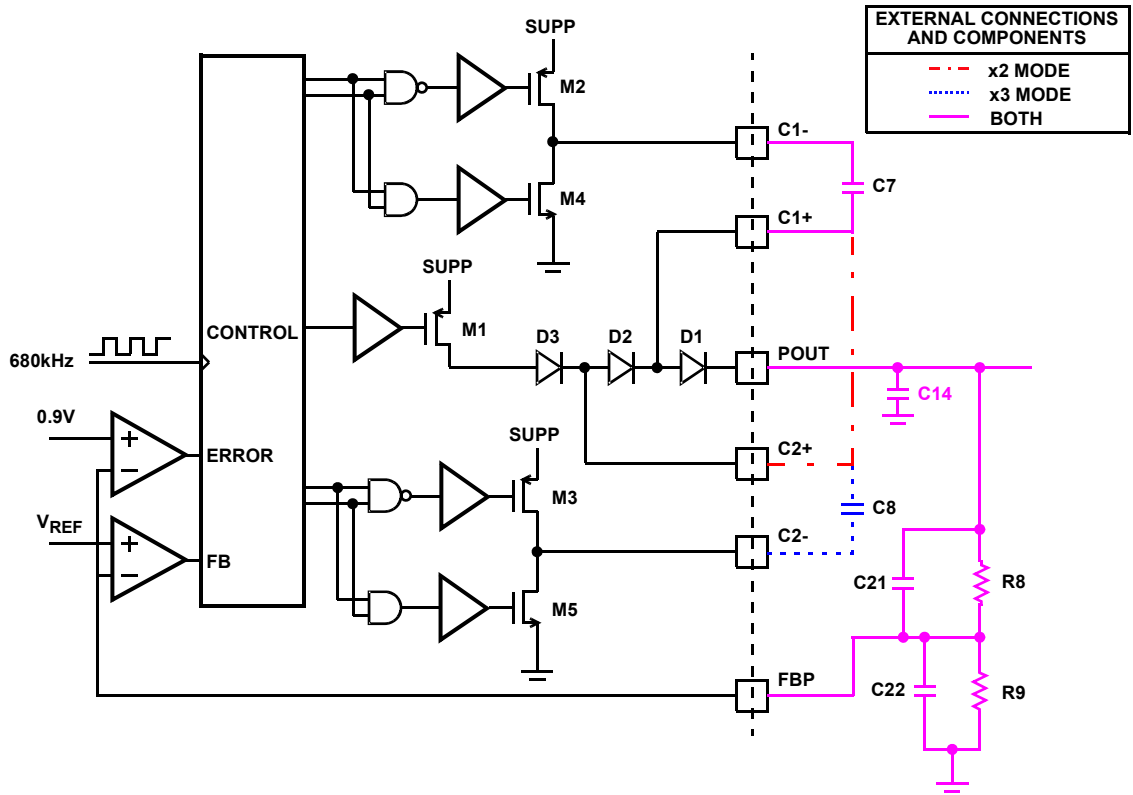 EXTERNAL CONNECTIONS
AND COMPONENTS
x2 MODE
x3 MODE
BOTH
SUPP
M2
C1-
C7
M4
C1+
SUPP
M1
CONTROL
680kHz
D3
D2
D1
POUT
C14
0.9V
ERROR
SUPP
C2+
M3
C8
VREF
C2-
FB
M5
C21
R8
FBP
C22
R9